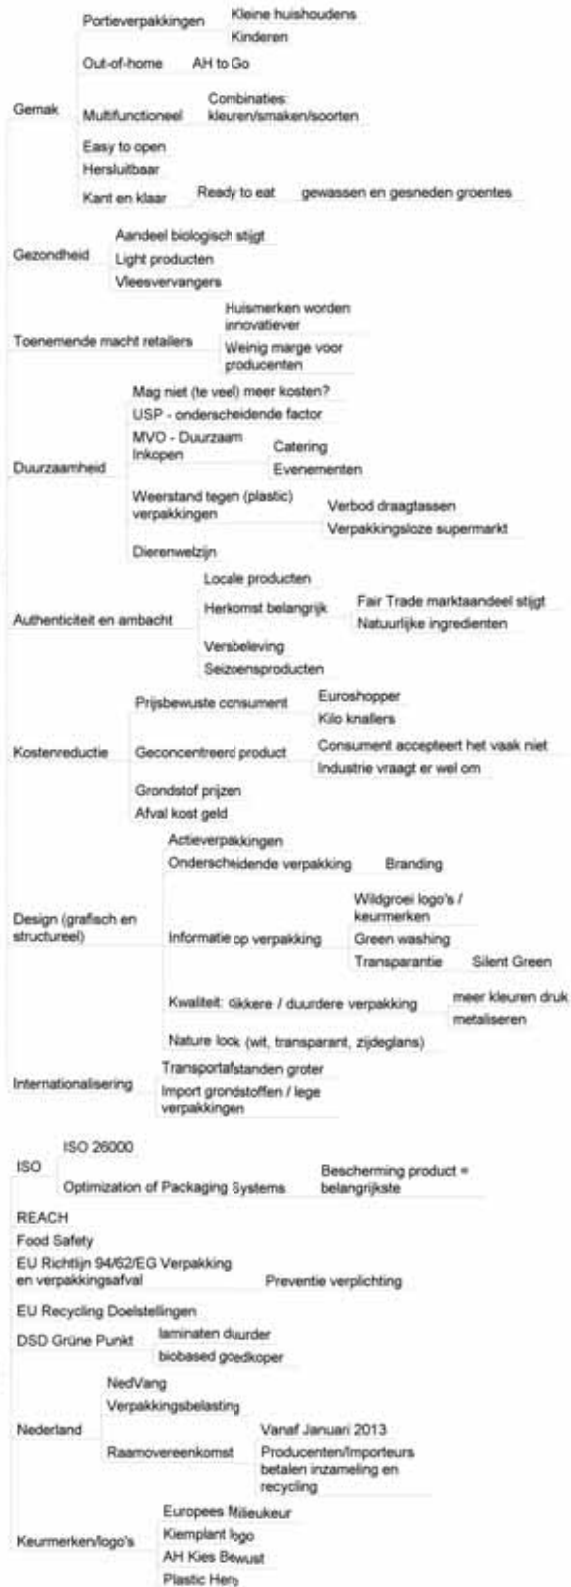 Gemak
Portieverpakkingen
Kleine huishoudens
Kinderen
Out-of-home
AH to Go
Multifunctioneel
Combinaties:
kleuren/smaken/soorten
Easy to open
Hersluitbaar
Kant en klaar
Ready to eat
gewassen en gesneden groentes
Gezondheid
Aandeel biologisch stijgt
Light producten
Vleesvervangers
Toenemende macht retailers
Huismerken worden
innovatiever
Weinig marge voor
producenten
Duurzaamheid
Mag niet (te veel) meer kosten?
USP - onderscheidende factor
MVO - Duurzaam
Inkopen
Catering
Evenementen
Weerstand tegen (plastic)
verpakkingen
Verbod draagtassen
Verpakkingsloze supermarkt
Dierenwelzijn
Authenticiteit en ambacht
Locale producten
Herkomst belangrijk
Fair Trade marktaandeel stijgt
Natuurlijke ingredienten
Versbeleving
Seizoensproducten
Kostenreductie
Prijsbewuste consument
Euroshopper
Kilo knallers
Geconcentreerd product
Consument accepteert het vaak niet
Industrie vraagt er wel om
Grondstof prijzen
Afval kost geld
Design (grafisch en
structureel)
Actieverpakkingen
Onderscheidende verpakking
Branding
Informatie op verpakking
Wildgroei logo's /
keurmerken
Green washing
Transparantie
Silent Green
Kwaliteit: dikkere / duurdere verpakking
meer kleuren druk
metaliseren
Nature look (wit, transparant, zijdeglans)
Internationalisering
Transportafstanden groter
Import grondstoffen / lege
verpakkingen
ISO
ISO 26000
Optimization of Packaging Systems
Bescherming product =
belangrijkste
REACH
Food Safety
EU Richtlijn 94/62/EG Verpakking
en verpakkingsafval
Preventie verplichting
EU Recycling Doelstellingen
DSD Grüne Punkt
laminaten duurder
biobased goedkoper
Nederland
NedVang
Verpakkingsbelasting
Raamovereenkomst
Vanaf Januari 2013
Producenten/Importeurs
betalen inzameling en
recycling
Keurmerken/logo's
Europees Milieukeur
Kiemplant logo
AH Kies Bewust
Plastic Hero